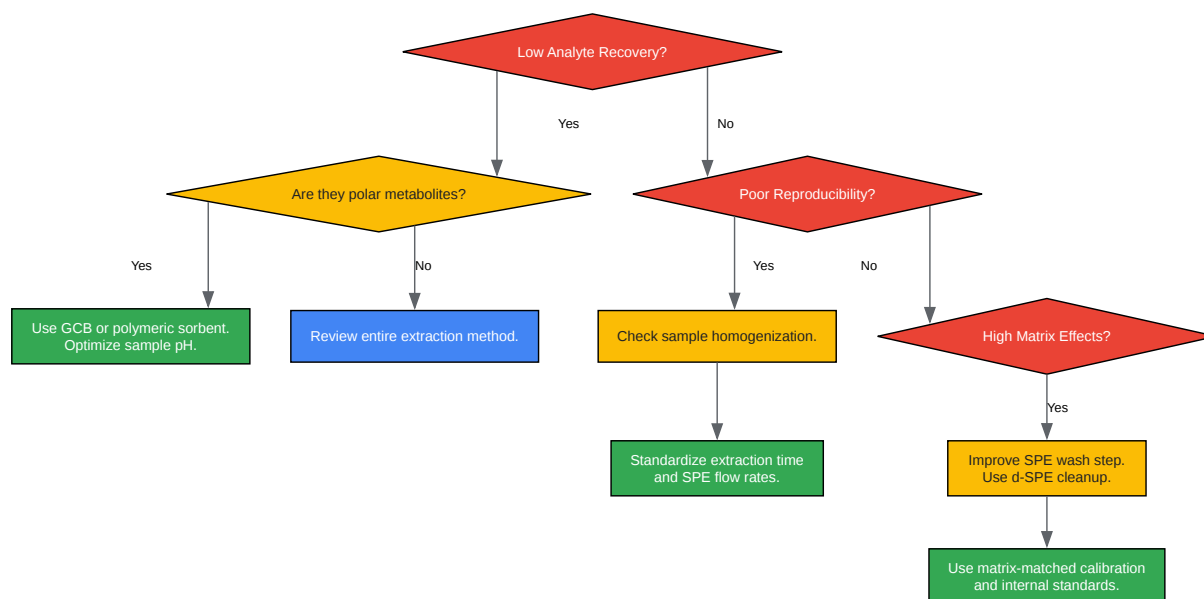 Low Analyte Recovery?
Yes
No
Are they polar metabolites?
Poor Reproducibility?
Yes
No
Yes
No
Use GCB or polymeric sorbent.
Optimize sample pH.
Review entire extraction method.
Check sample homogenization.
High Matrix Effects?
Yes
Standardize extraction time
and SPE flow rates.
Improve SPE wash step.
Use d-SPE cleanup.
Use matrix-matched calibration
and internal standards.